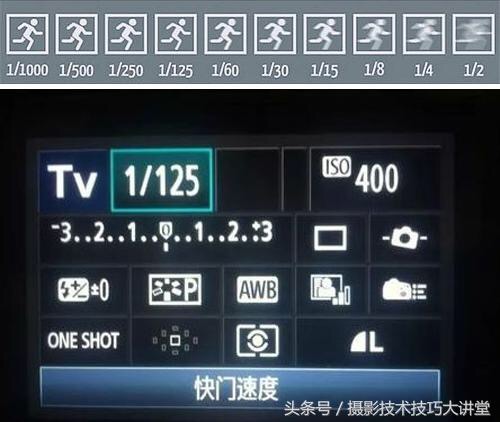 1/1000 1/500 1/250 1/125 1/60 1/30 1/15 1/8 1/4 1/2
Tv 1/125 ISO 400
-3..2..1..0..1..2.+3
±0 P AWB
ONE SHOT L
快门速度
头条号 / 摄影技术技巧大讲堂